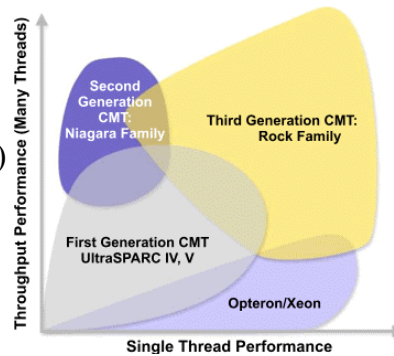 Throughput Performance (Many Threads)
Second
Generation
CMT:
Niagara Family
Third Generation CMT:
Rock Family
)
First Generation CMT
UltraSPARC IV, V
Opteron/Xeon
Single Thread Performance